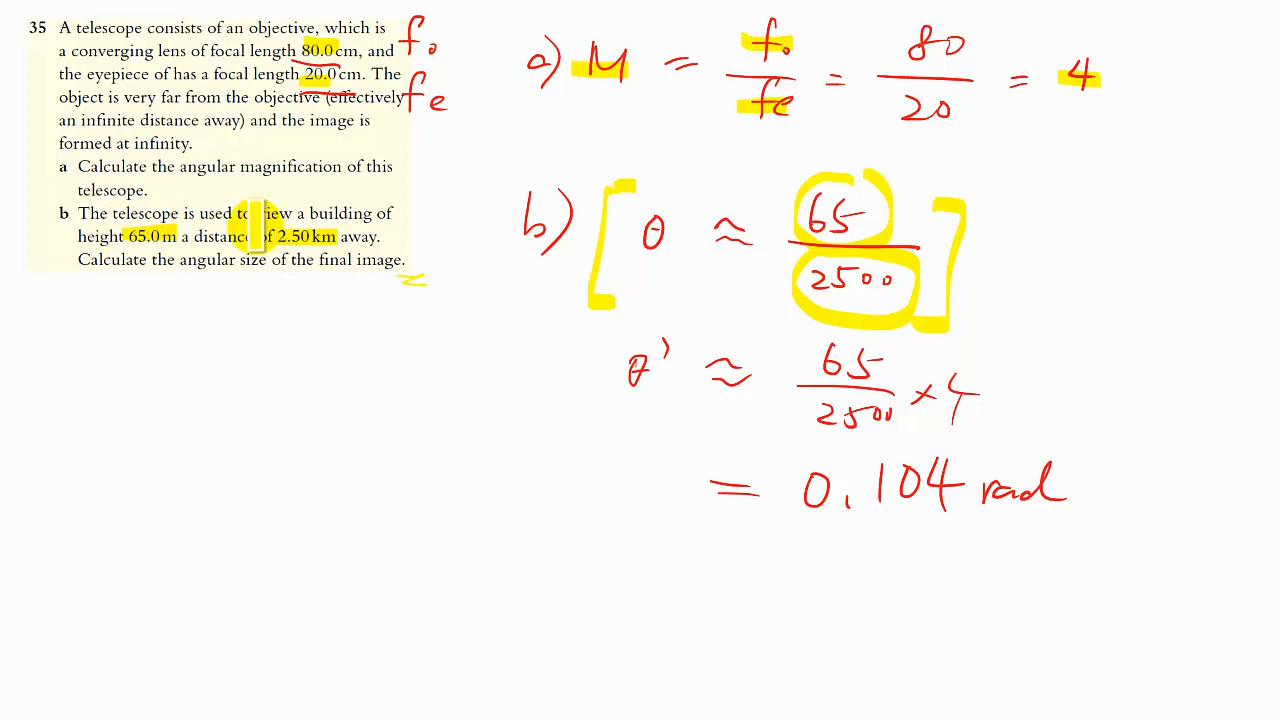 35 A telescope consists of an objective, which is
a converging lens of focal length 80.0 cm, and
the eyepiece of has a focal length 20.0 cm. The
object is very far from the objective (effectively
an infinite distance away) and the image is
formed at infinity.
a Calculate the angular magnification of this
telescope.
b The telescope is used to view a building of
height 65.0 m a distance of 2.50 km away.
Calculate the angular size of the final image.
fo
fe
a) M = fo/fe = 80/20 = 4
b) [θ ≈ 65/2500]
θ' ≈ 65/2500 × 4
= 0.104 rad